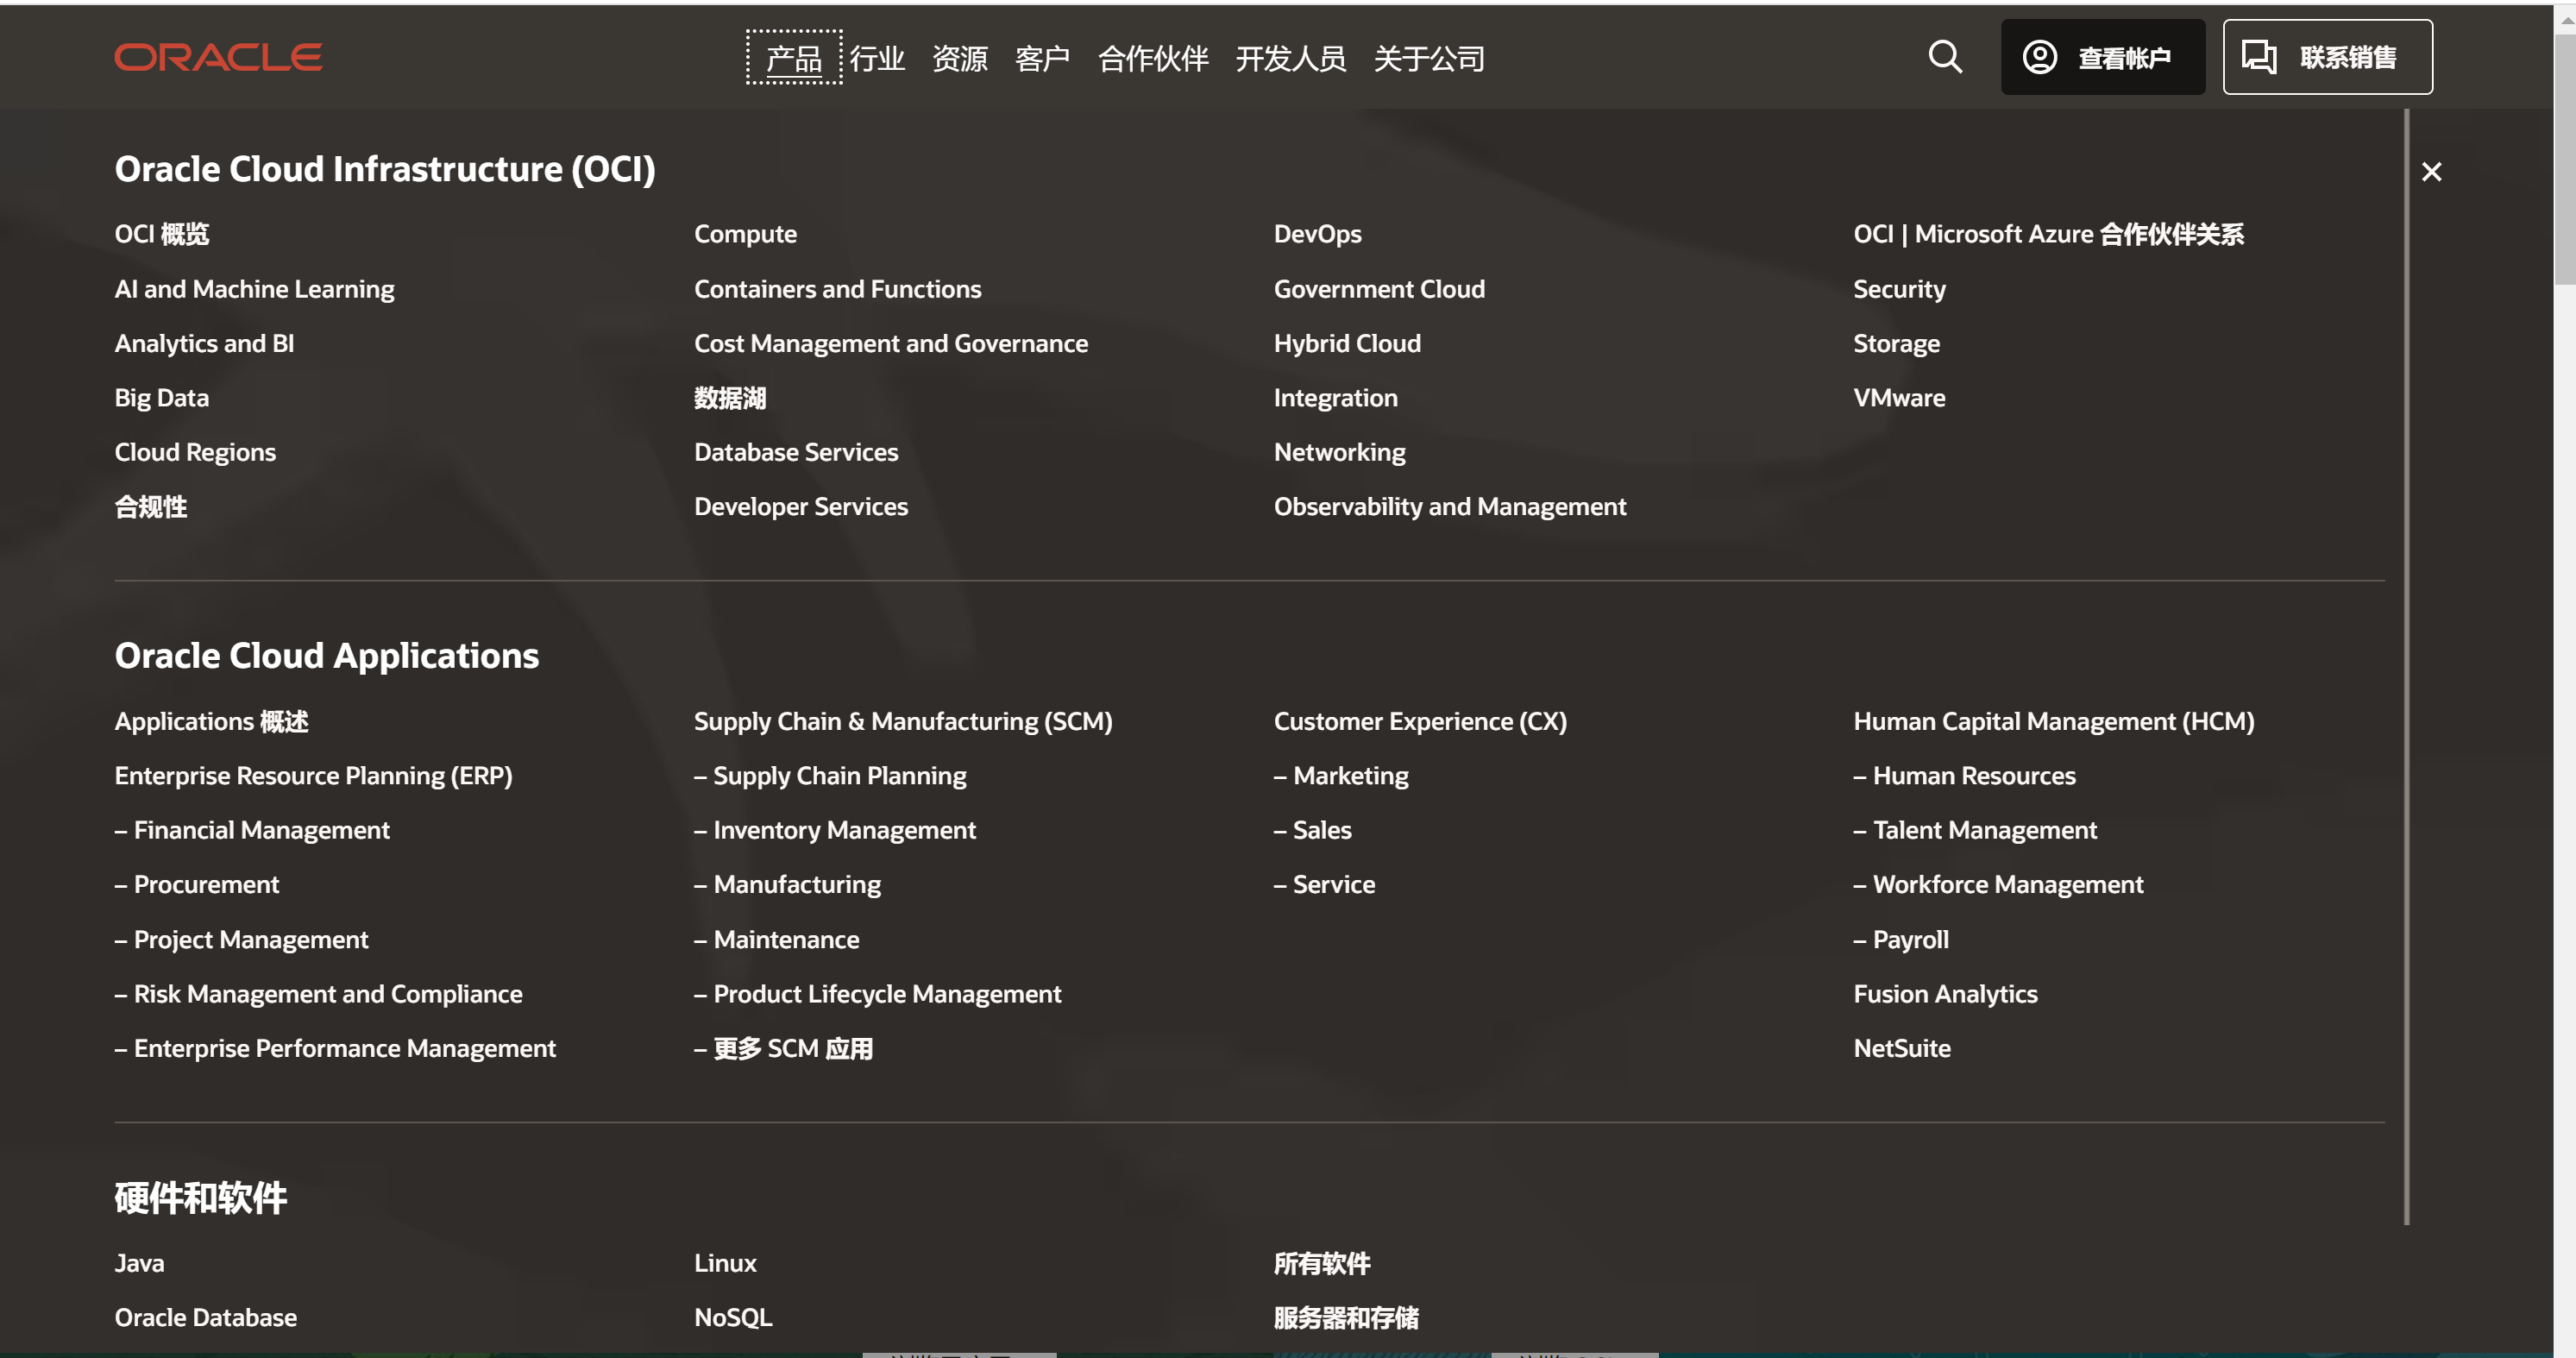 ORACLE
产品 行业 资源 客户 合作伙伴 开发人员 关于公司
查看帐户
联系销售
Oracle Cloud Infrastructure (OCI)
OCI 概览
AI and Machine Learning
Analytics and BI
Big Data
Cloud Regions
合规性
Compute
Containers and Functions
Cost Management and Governance
数据湖
Database Services
Developer Services
DevOps
Government Cloud
Hybrid Cloud
Integration
Networking
Observability and Management
OCI | Microsoft Azure 合作伙伴关系
Security
Storage
VMware
Oracle Cloud Applications
Applications 概述
Enterprise Resource Planning (ERP)
– Financial Management
– Procurement
– Project Management
– Risk Management and Compliance
– Enterprise Performance Management
Supply Chain & Manufacturing (SCM)
– Supply Chain Planning
– Inventory Management
– Manufacturing
– Maintenance
– Product Lifecycle Management
– 更多 SCM 应用
Customer Experience (CX)
– Marketing
– Sales
– Service
Human Capital Management (HCM)
– Human Resources
– Talent Management
– Workforce Management
– Payroll
Fusion Analytics
NetSuite
硬件和软件
Java
Oracle Database
Linux
NoSQL
所有软件
服务器和存储